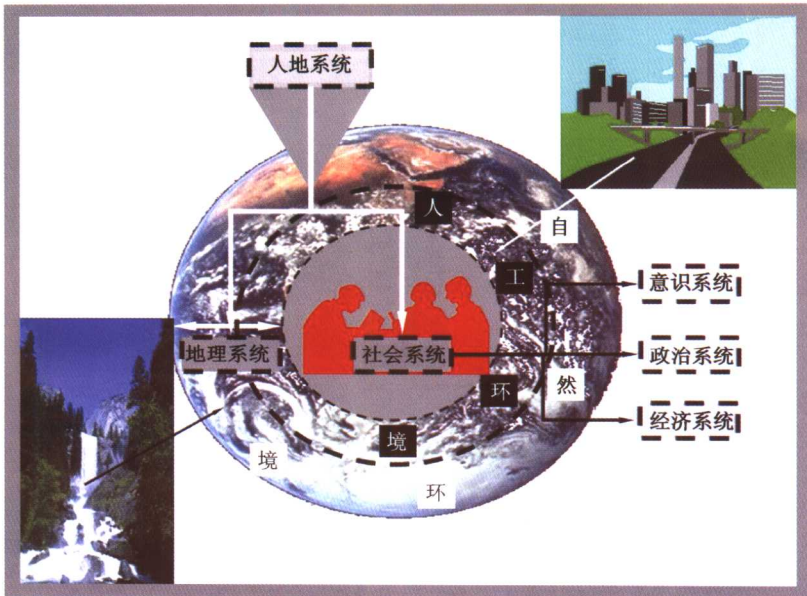 人地系统
人工环境
自然环境
地理系统
社会系统
意识系统
政治系统
经济系统